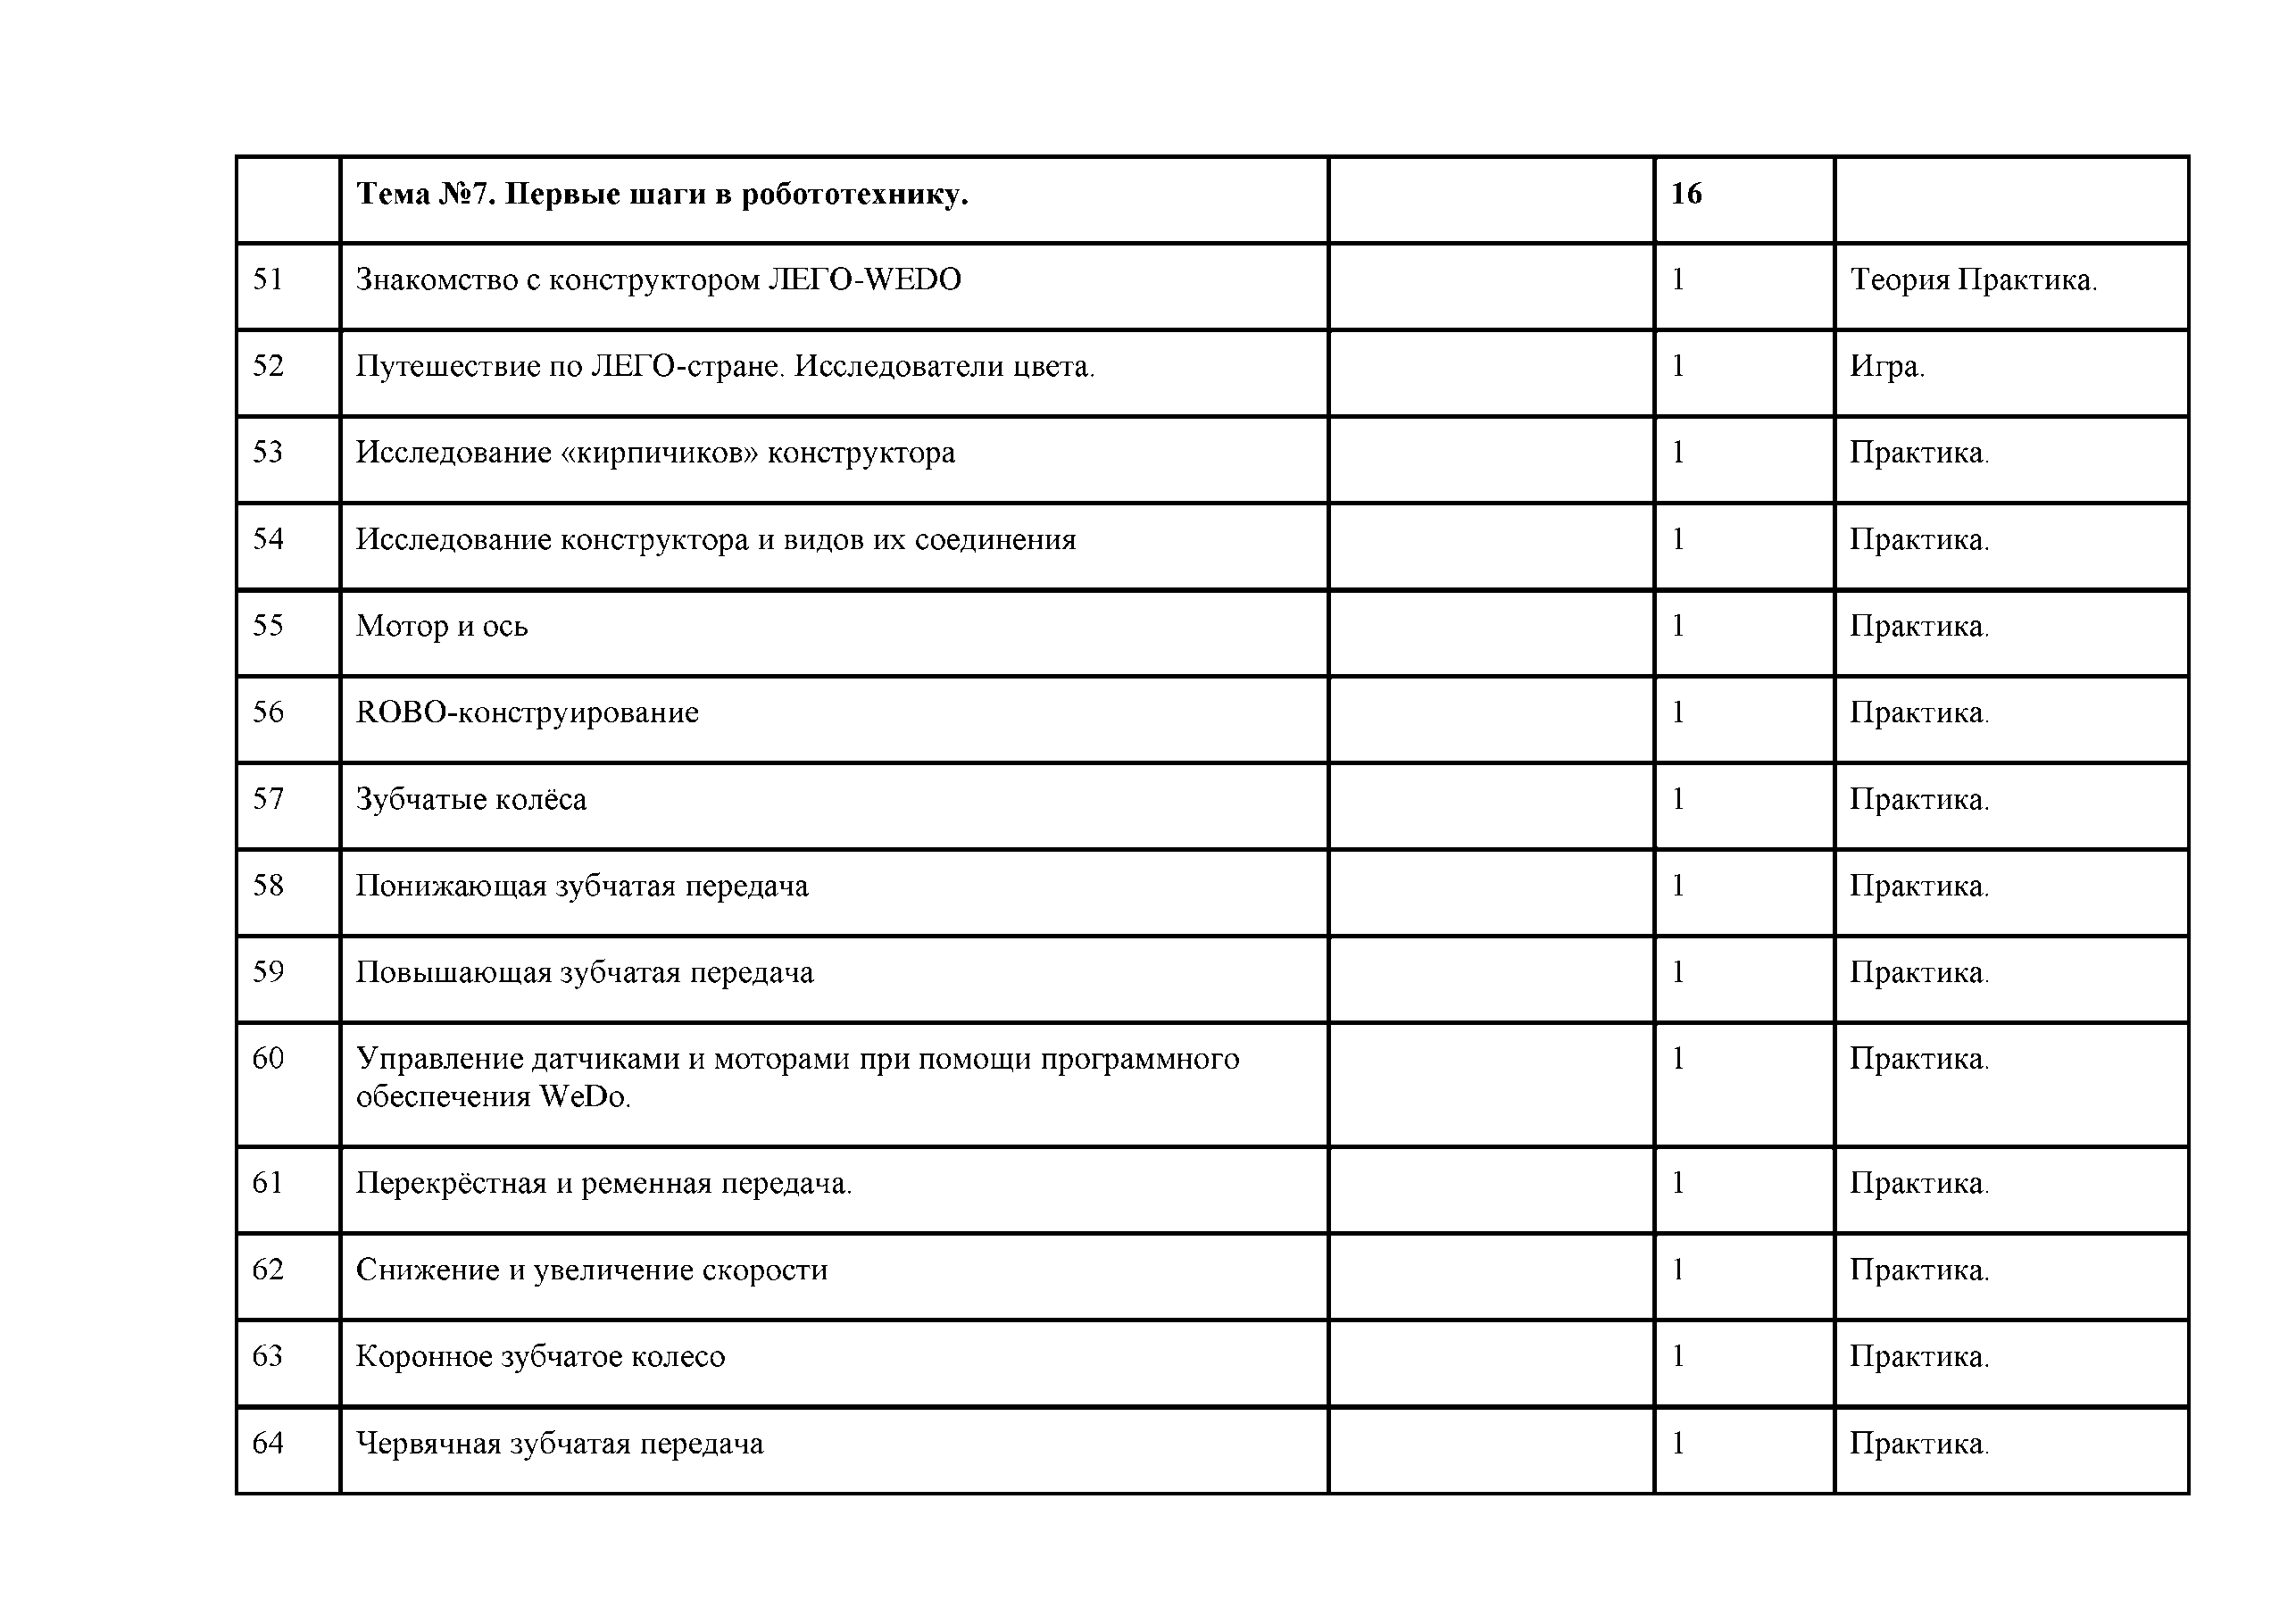 Тема №7. Первые шаги в робототехнику. 16
51 Знакомство с конструктором ЛЕГО-WEDO 1 Теория Практика.
52 Путешествие по ЛЕГО-стране. Исследователи цвета. 1 Игра.
53 Исследование «кирпичиков» конструктора 1 Практика.
54 Исследование конструктора и видов их соединения 1 Практика.
55 Мотор и ось 1 Практика.
56 ROBO-конструирование 1 Практика.
57 Зубчатые колёса 1 Практика.
58 Понижающая зубчатая передача 1 Практика.
59 Повышающая зубчатая передача 1 Практика.
60 Управление датчиками и моторами при помощи программного 1 Практика.
обеспечения WeDo.
61 Перекрёстная и ременная передача. 1 Практика.
62 Снижение и увеличение скорости 1 Практика.
63 Коронное зубчатое колесо 1 Практика.
64 Червячная зубчатая передача 1 Практика.